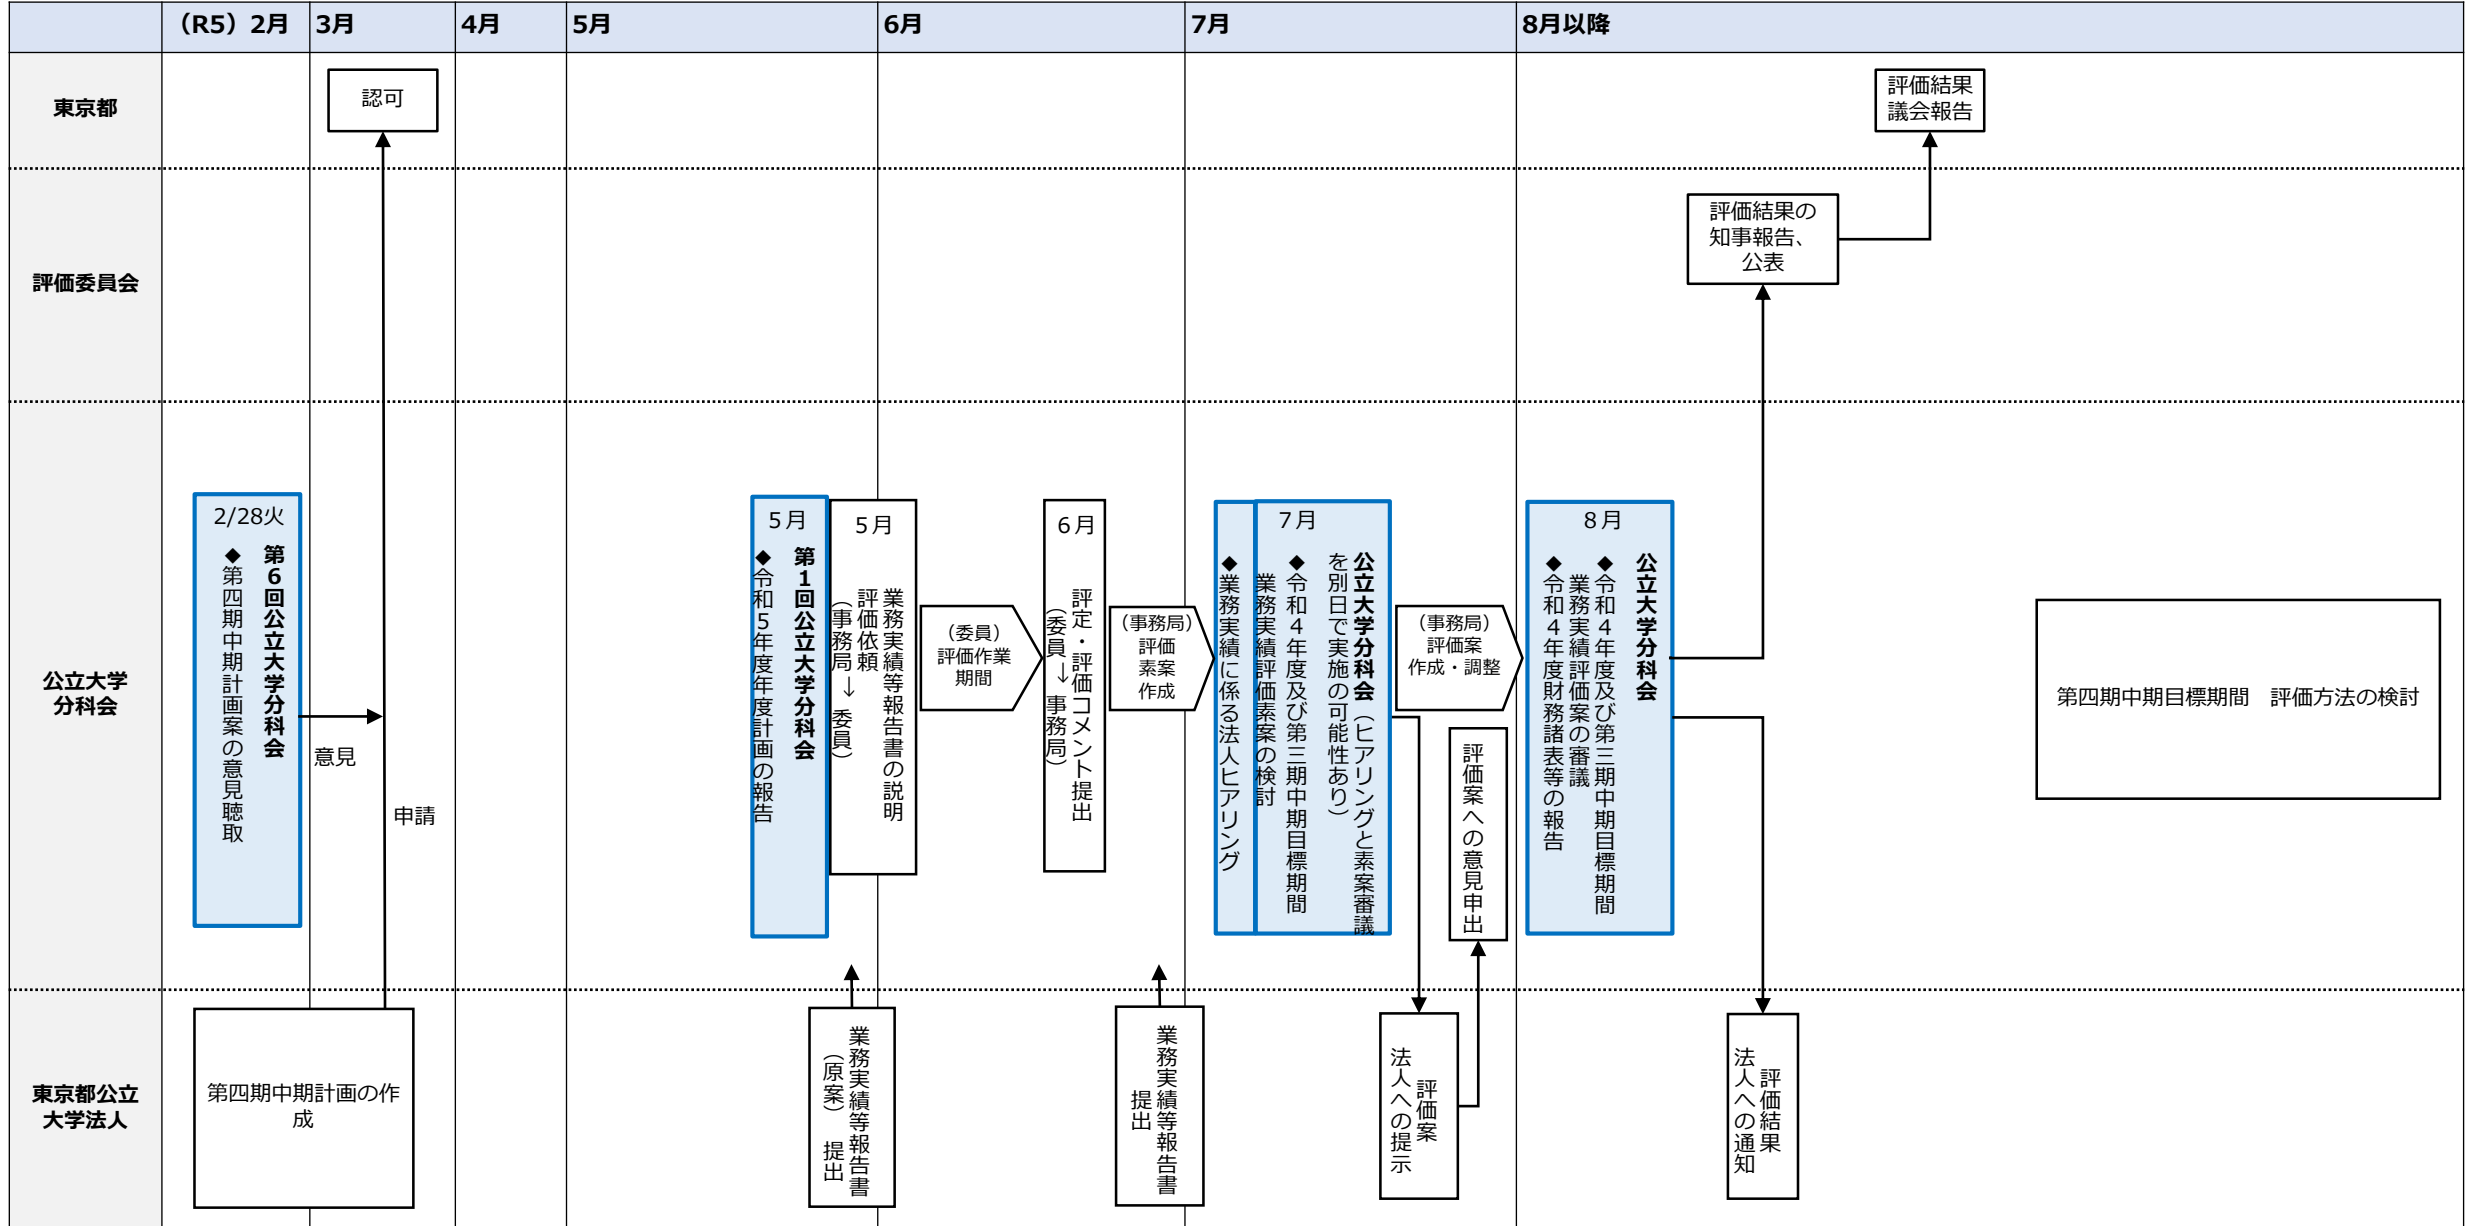 （R5）2月
3月
4月
5月
6月
7月
8月以降
東京都
認可
評価結果
議会報告
評価委員会
評価結果の
知事報告、
公表
公立大学
分科会
2/28火
第６回公立大学分科会
◆第四期中期計画案の意見聴取
意見
申請
５月
第１回公立大学分科会
◆令和５年度年度計画の報告
５月
業務実績等報告書の説明
評価依頼
（事務局→委員）
（委員）
評価作業
期間
６月
評定・評価コメント提出
（委員→事務局）
（事務局）
評価
素案
作成
７月
公立大学分科会（ヒアリングと素案審議
を別日で実施の可能性あり）
◆令和４年度及び第三期中期目標期間
業務実績評価素案の検討
◆業務実績に係る法人ヒアリング
（事務局）
評価案
作成・調整
評価案への意見申出
８月
公立大学分科会
◆令和４年度及び第三期中期目標期間
業務実績評価案の審議
◆令和４年度財務諸表等の報告
第四期中期目標期間　評価方法の検討
東京都公立
大学法人
第四期中期計画の作
成
業務実績等報告書
（原案）　提出
業務実績等報告書
提出
評価案
法人への提示
評価結果
法人への通知